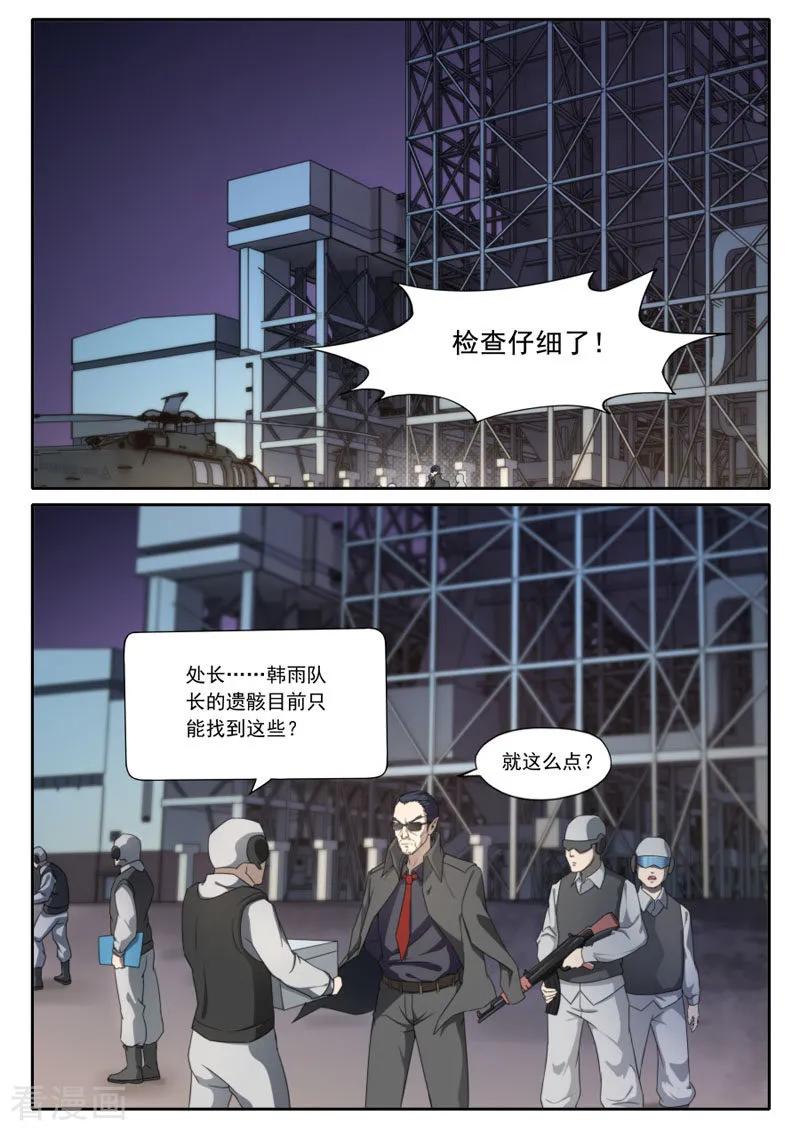 检查仔细了！
处长……韩雨队
长的遗骸目前只
能找到这些？
就这么点？
看漫画